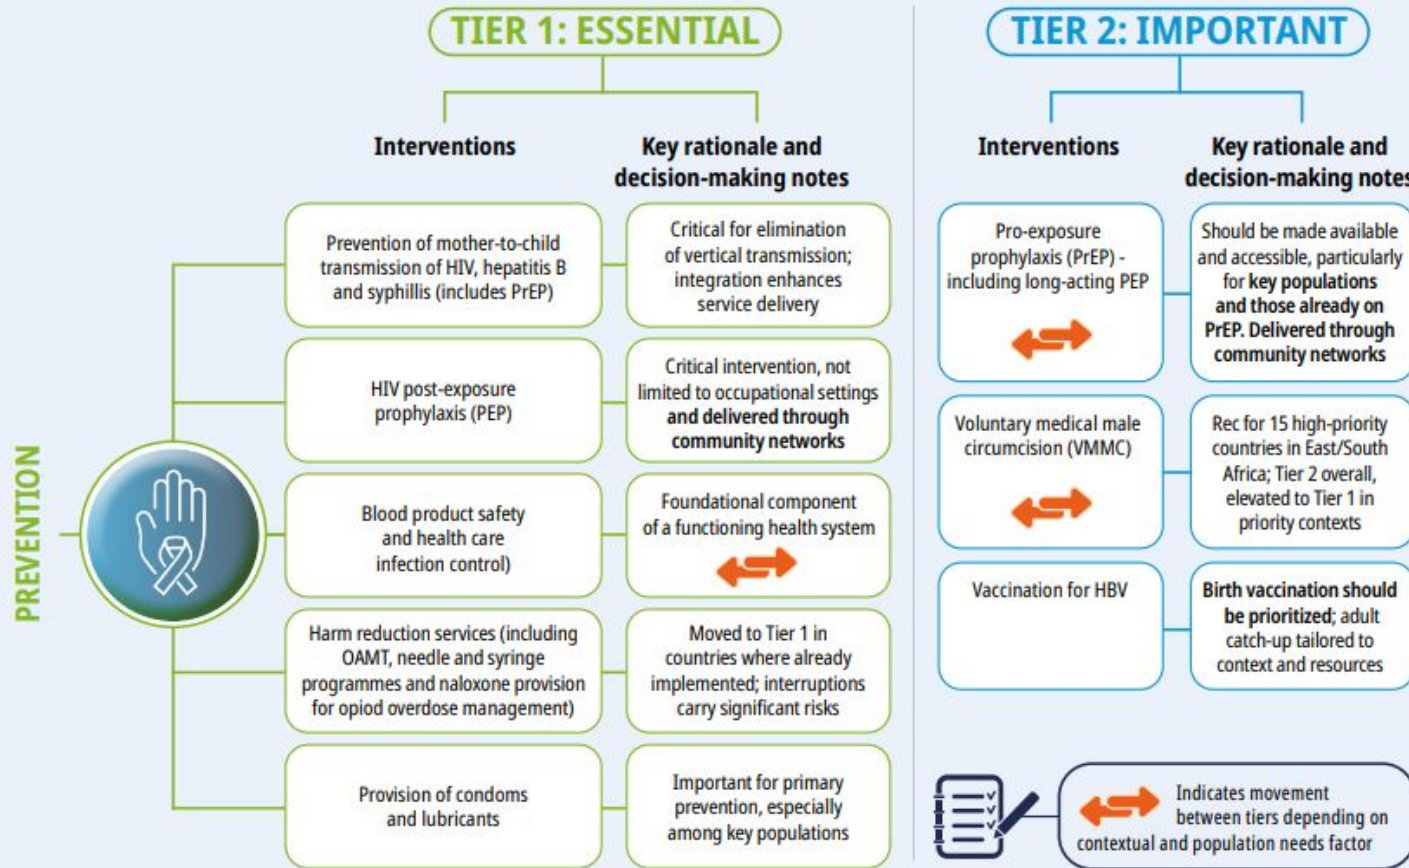 TIER 1: ESSENTIAL
Interventions
Key rationale and
decision-making notes
PREVENTION
Prevention of mother-to-child
transmission of HIV, hepatitis B
and syphillis (includes PrEP)
Critical for elimination
of vertical transmission;
integration enhances
service delivery
HIV post-exposure
prophylaxis (PEP)
Critical intervention, not
limited to occupational settings
and delivered through
community networks
Blood product safety
and health care
infection control)
Foundational component
of a functioning health system
Harm reduction services (including
OAMT, needle and syringe
programmes and naloxone provision
for opiod overdose management)
Moved to Tier 1 in
countries where already
implemented; interruptions
carry significant risks
Provision of condoms
and lubricants
Important for primary
prevention, especially
among key populations
TIER 2: IMPORTANT
Interventions
Key rationale and
decision-making notes
Pro-exposure
prophylaxis (PrEP) -
including long-acting PEP
Should be made available
and accessible, particularly
for key populations
and those already on
PrEP. Delivered through
community networks
Voluntary medical male
circumcision (VMMC)
Rec for 15 high-priority
countries in East/South
Africa; Tier 2 overall,
elevated to Tier 1 in
priority contexts
Vaccination for HBV
Birth vaccination should
be prioritized; adult
catch-up tailored to
context and resources
Indicates movement
between tiers depending on
contextual and population needs factor